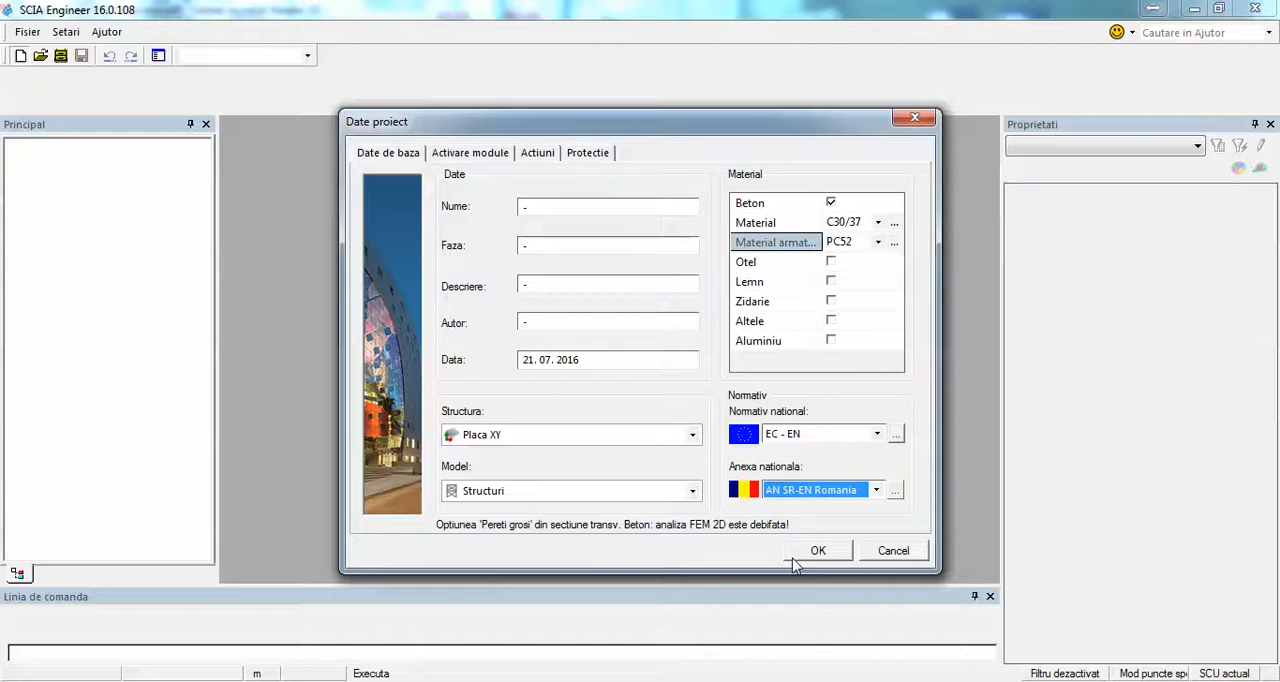 SCIA Engineer 16.0.108
Fisier Setari Ajutor
Cautare in Ajutor
Principal
Proprietati
Date proiect
Date de baza Activare module Actiuni Protectie
Date
Nume: -
Faza: -
Descriere: -
Autor: -
Data: 21. 07. 2016
Material
Beton
Material C30/37 ...
Material armat... PC52 ...
Otel
Lemn
Zidarie
Altele
Aluminiu
Structura:
Placa XY
Model:
Structuri
Normativ
Normativ national:
EC - EN ...
Anexa nationala:
AN SR-EN Romania ...
Optiunea 'Pereti grosi' din sectiune transv. Beton: analiza FEM 2D este debifata!
OK Cancel
Linia de comanda
m Executa Filtru dezactivat Mod puncte spe SCU actual